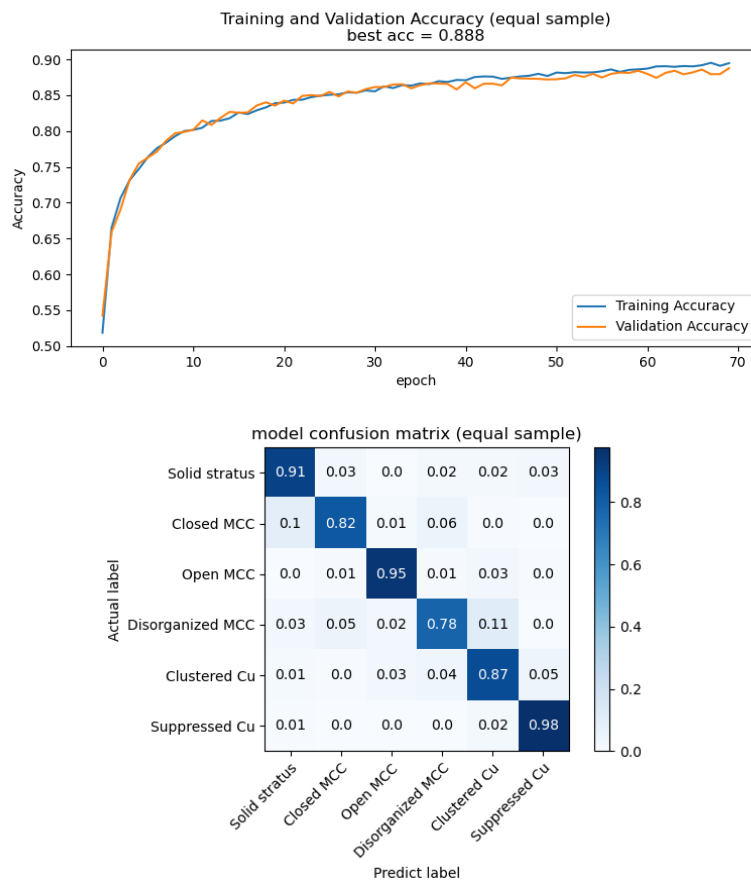 Training and Validation Accuracy (equal sample)
best acc = 0.888
0.90
0.85
0.80
0.75
0.70
0.65
0.60
0.55
0.50
Accuracy
Training Accuracy
Validation Accuracy
0 10 20 30 40 50 60 70
epoch
model confusion matrix (equal sample)
Solid stratus 0.91 0.03 0.0 0.02 0.02 0.03
Closed MCC 0.1 0.82 0.01 0.06 0.0 0.0
Open MCC 0.0 0.01 0.95 0.01 0.03 0.0
Disorganized MCC 0.03 0.05 0.02 0.78 0.11 0.0
Clustered Cu 0.01 0.0 0.03 0.04 0.87 0.05
Suppressed Cu 0.01 0.0 0.0 0.0 0.02 0.98
Actual label
0.8
0.6
0.4
0.2
0.0
Solid stratus
Closed MCC
Open MCC
Disorganized MCC
Clustered Cu
Suppressed Cu
Predict label